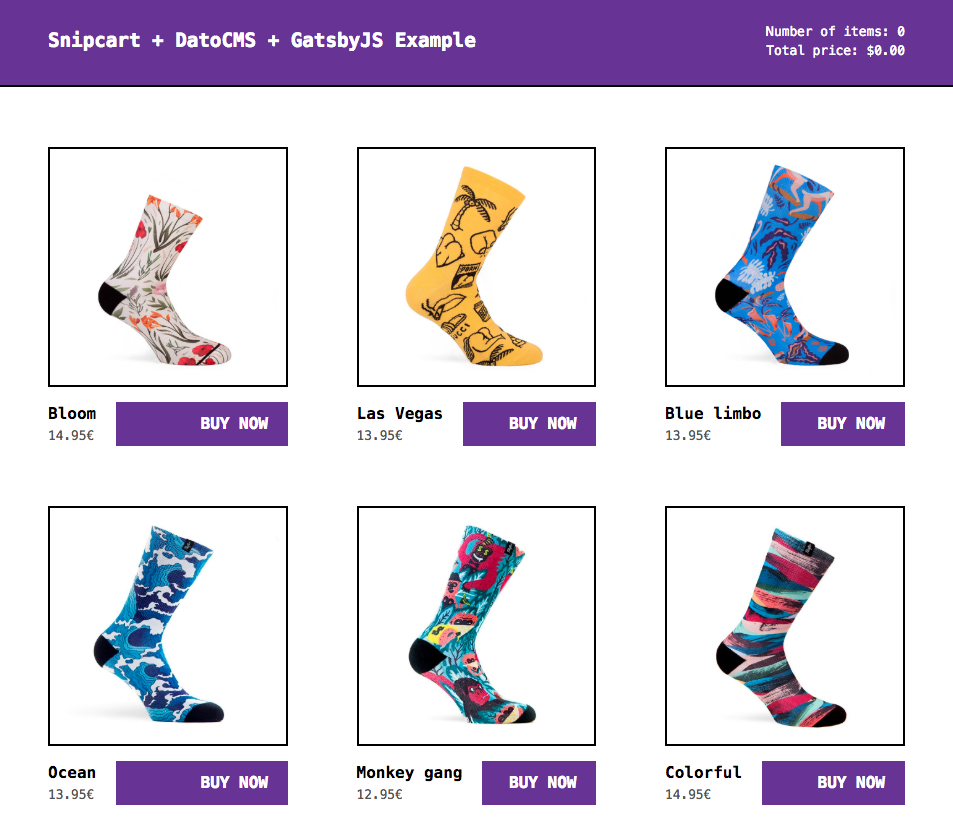 Snipcart + DatoCMS + GatsbyJS Example
Number of items: 0
Total price: $0.00
Bloom
14.95€
BUY NOW
Las Vegas
13.95€
BUY NOW
Blue limbo
13.95€
BUY NOW
Ocean
13.95€
BUY NOW
Monkey gang
12.95€
BUY NOW
Colorful
14.95€
BUY NOW